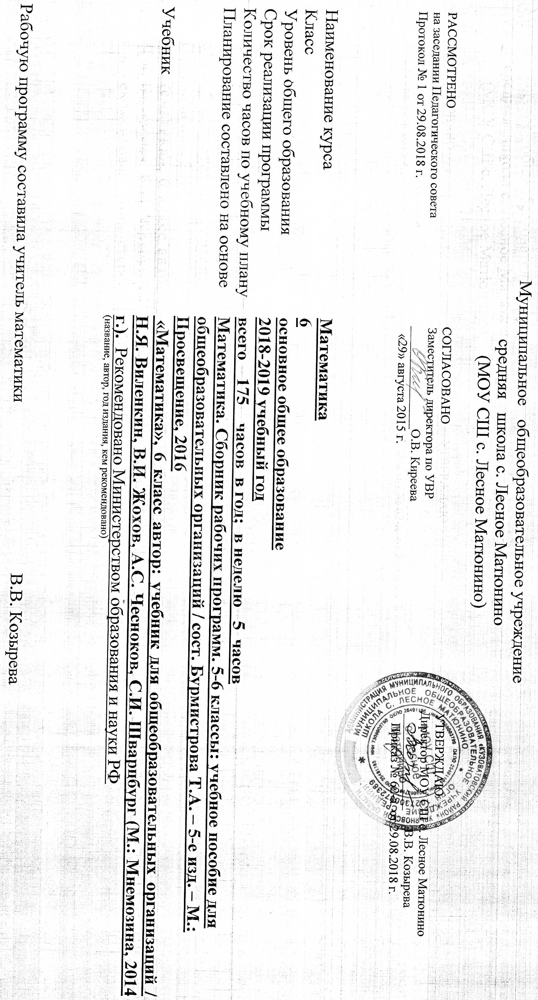 Муниципальное общеобразовательное учреждение
средняя школа с. Лесное Матюнино
(МОУ СШ с. Лесное Матюнино)
РАССМОТРЕНО
на заседании Педагогического совета
Протокол № 1 от 29.08.2018 г.
СОГЛАСОВАНО
Заместитель директора по УВР
О.В. Киреева
«29» августа 2015 г.
УТВЕРЖДАЮ
Директор МОУ СШ с. Лесное Матюнино
В.В. Козырева
Приказ № 62-а от 29.08.2018 г.
АДМИНИСТРАЦИЯ МУНИЦИПАЛЬНОГО ОБРАЗОВАНИЯ «КУЗОВАТОВСКИЙ РАЙОН» УЛЬЯНОВСКОЙ ОБЛАСТИ
МУНИЦИПАЛЬНОЕ ОБЩЕОБРАЗОВАТЕЛЬНОЕ УЧРЕЖДЕНИЕ СРЕДНЯЯ
ШКОЛА С. ЛЕСНОЕ МАТЮНИНО * ОГРН
Наименование курса Математика
Класс 6
Уровень общего образования основное общее образование
Срок реализации программы 2018-2019 учебный год
Количество часов по учебному плану всего 175 часов в год; в неделю 5 часов
Планирование составлено на основе Математика. Сборник рабочих программ. 5-6 классы: учебное пособие для
общеобразовательных организаций / сост. Бурмистрова Т.А. – 5-е изд. – М.:
Просвещение, 2016
Учебник «Математика», 6 класс автор: учебник для общеобразовательных организаций /
Н.Я. Виленкин, В.И. Жохов, А.С. Чесноков, С.И. Шварцбург (М.: Мнемозина, 2014
г.). Рекомендовано Министерством образования и науки РФ
(название, автор, год издания, кем рекомендовано)
Рабочую программу составила учитель математики В.В. Козырева